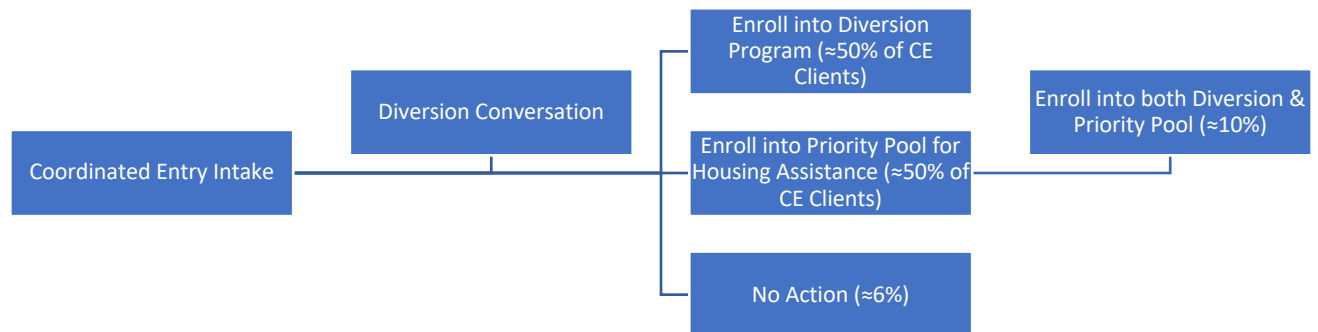 Coordinated Entry Intake
Diversion Conversation
Enroll into Diversion
Program (≈50% of CE
Clients)
Enroll into Priority Pool for
Housing Assistance (≈50% of
CE Clients)
No Action (≈6%)
Enroll into both Diversion &
Priority Pool (≈10%)